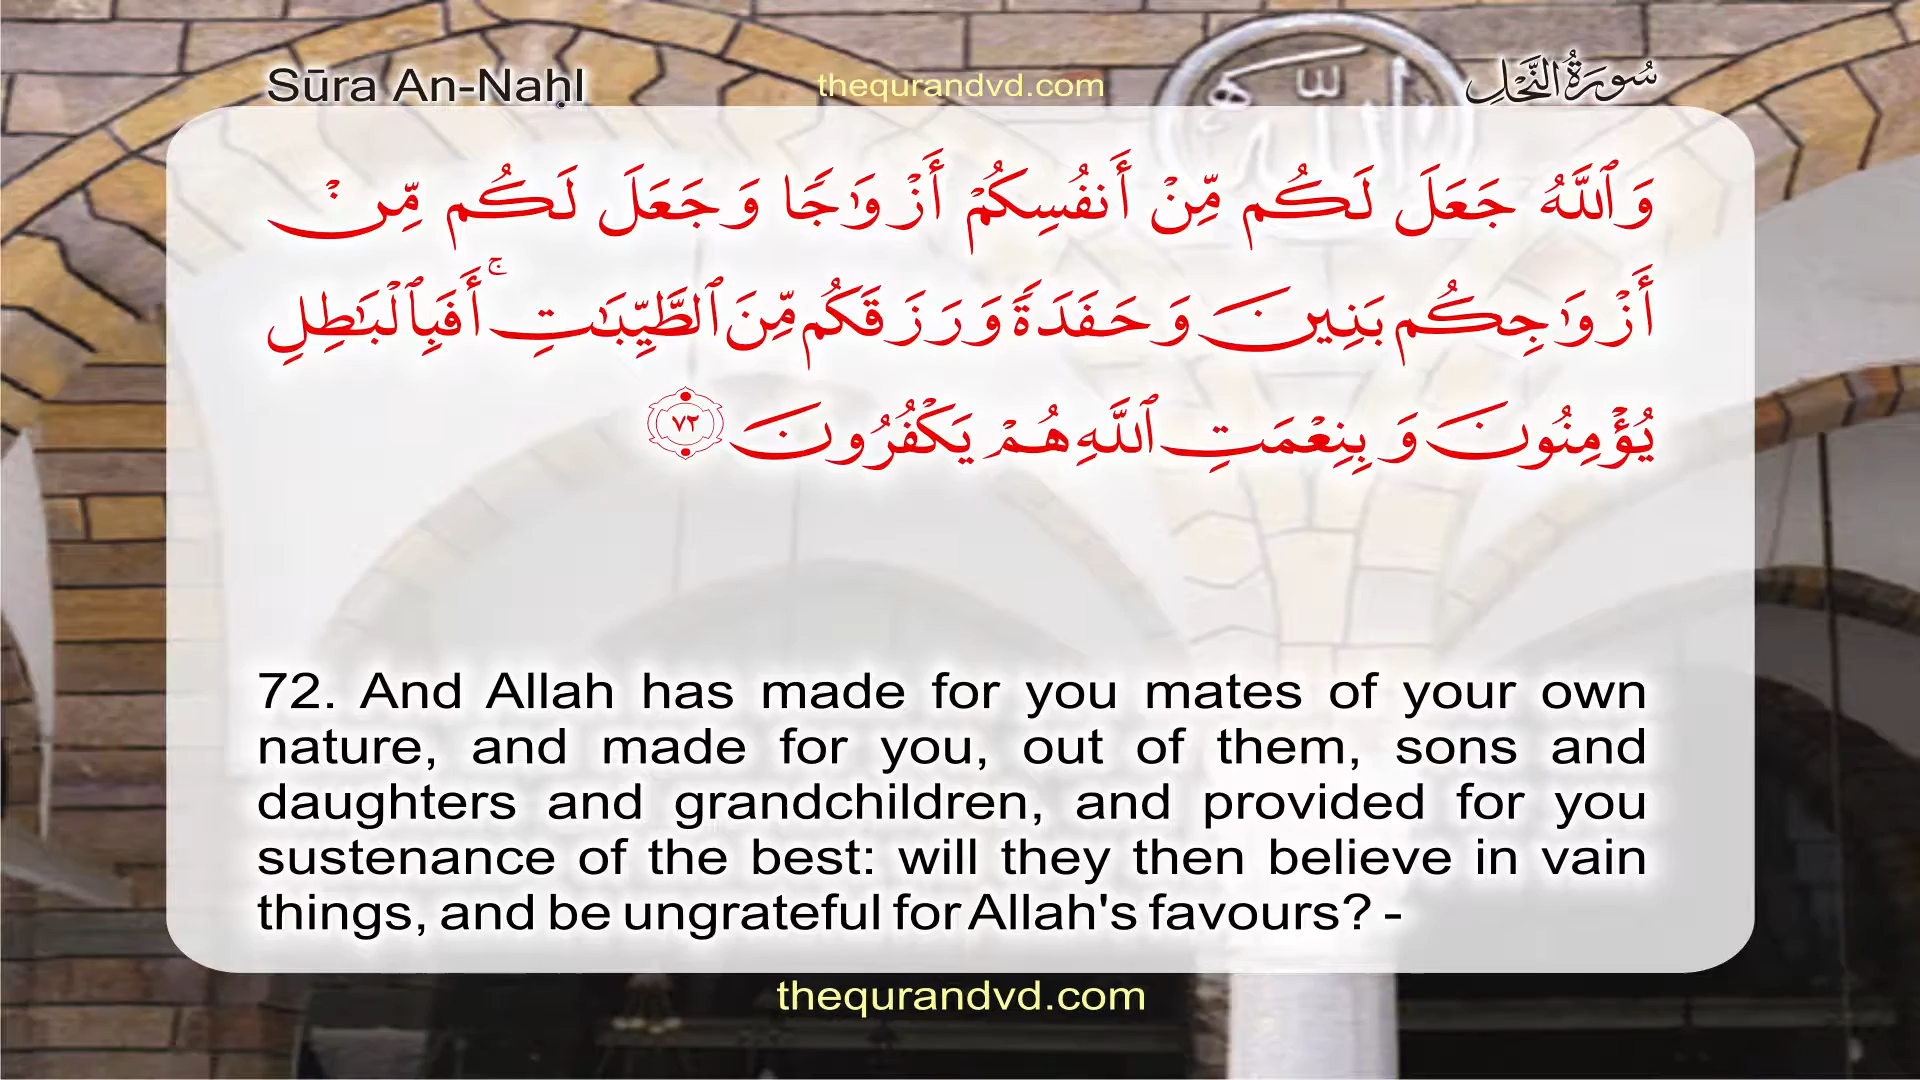 Sūra An-Naḥl
thequrandvd.com
سُورَةُ النَّحْلِ
الله
وَٱللَّهُ جَعَلَ لَكُم مِّنْ أَنفُسِكُمْ أَزْوَٰجًا وَجَعَلَ لَكُم مِّنْ
أَزْوَٰجِكُم بَنِينَ وَحَفَدَةً وَرَزَقَكُم مِّنَ ٱلطَّيِّبَٰتِ ۚ أَفَبِٱلْبَٰطِلِ
يُؤْمِنُونَ وَبِنِعْمَتِ ٱللَّهِ هُمْ يَكْفُرُونَ ٧٢
72. And Allah has made for you mates of your own
nature, and made for you, out of them, sons and
daughters and grandchildren, and provided for you
sustenance of the best: will they then believe in vain
things, and be ungrateful for Allah's favours? -
thequrandvd.com